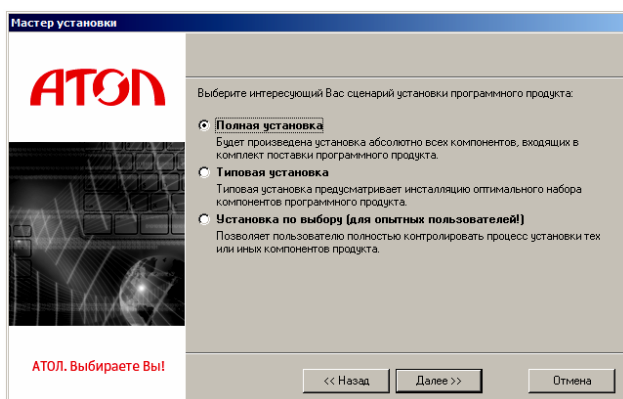 Мастер установки
АТОЛ
Выберите интересующий Вас сценарий установки программного продукта:
Полная установка
Будет произведена установка абсолютно всех компонентов, входящих в
комплект поставки программного продукта.
Типовая установка
Типовая установка предусматривает инсталляцию оптимального набора
компонентов программного продукта.
Установка по выбору (для опытных пользователей!)
Позволяет пользователю полностью контролировать процесс установки тех
или иных компонентов продукта.
АТОЛ. Выбираете Вы!
<< Назад
Далее >>
Отмена